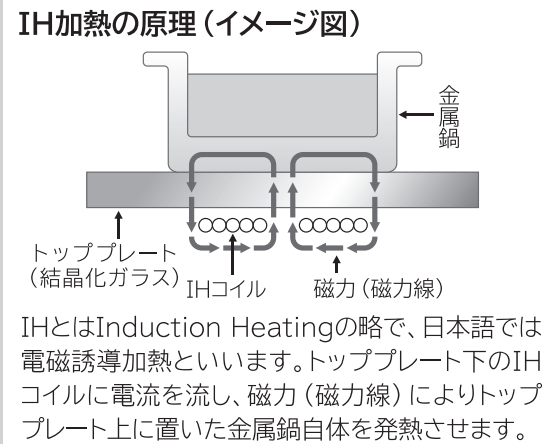 IH加熱の原理（イメージ図）
金属鍋
トッププレート
（結晶化ガラス）
IHコイル
磁力（磁力線）
IHとはInduction Heatingの略で、日本語では
電磁誘導加熱といいます。トッププレート下のIH
コイルに電流を流し、磁力（磁力線）によりトップ
プレート上に置いた金属鍋自体を発熱させます。